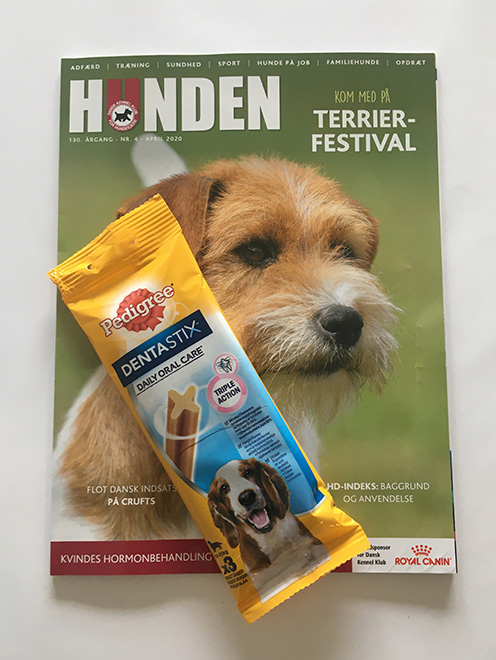 ADFÆRD | TRÆNING | SUNDHED | SPORT | HUNDE PÅ JOB | FAMILIEHUNDE | OPDRÆT
HUNDEN
130. ÅRGANG - NR. 4 - APRIL 2020
KOM MED PÅ
TERRIER-
FESTIVAL
Pedigree
DENTASTIX
DAILY ORAL CARE
TRIPLE
ACTION
FLOT DANSK INDSATS
PÅ CRUFTS
HD-INDEKS: BAGGRUND
OG ANVENDELSE
KVINDES HORMONBEHANDLING
for Dansk
Kennel Klub
ROYAL CANIN